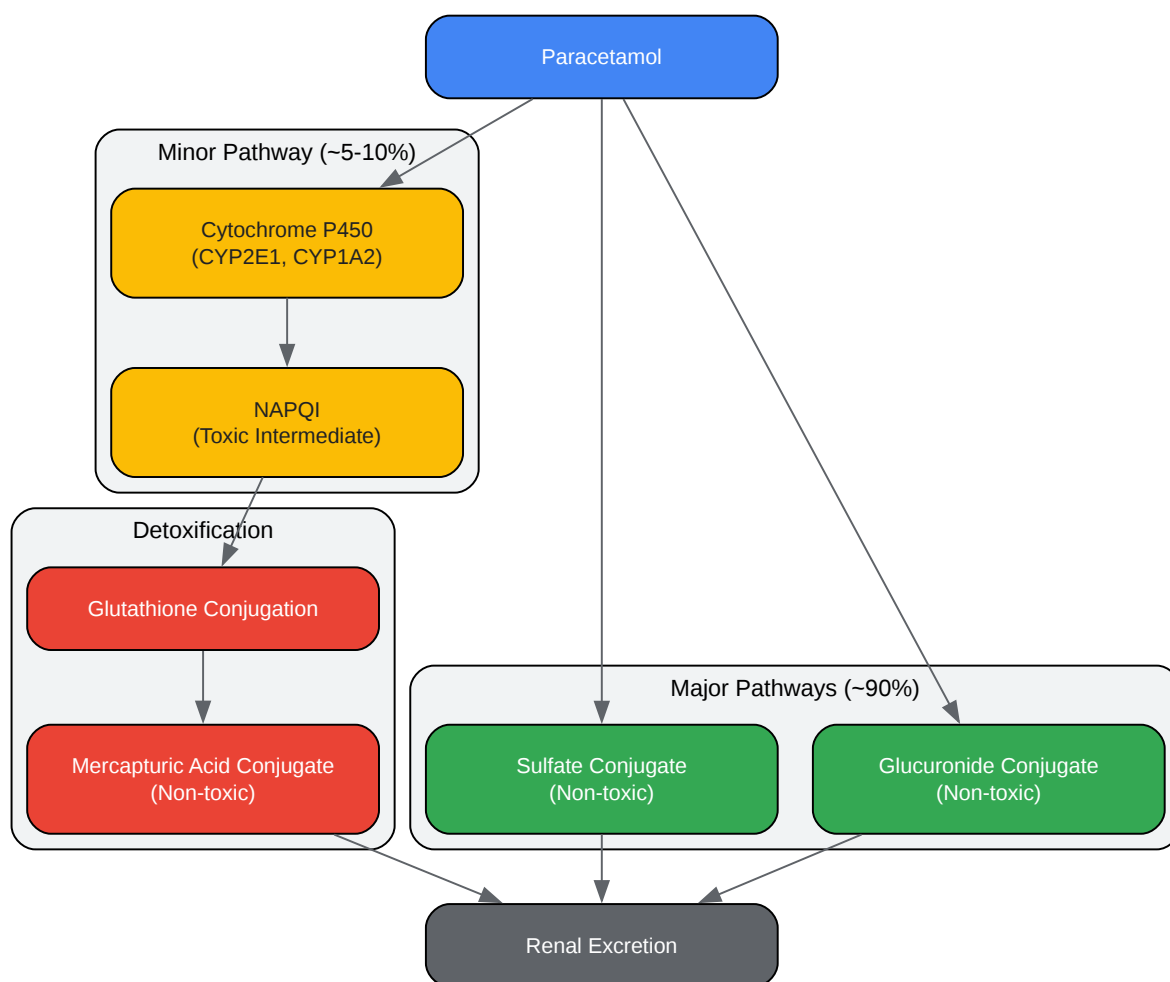 Paracetamol
Minor Pathway (~5-10%)
Cytochrome P450
(CYP2E1, CYP1A2)
NAPQI
(Toxic Intermediate)
Detoxification
Glutathione Conjugation
Mercapturic Acid Conjugate
(Non-toxic)
Major Pathways (~90%)
Sulfate Conjugate
(Non-toxic)
Glucuronide Conjugate
(Non-toxic)
Renal Excretion